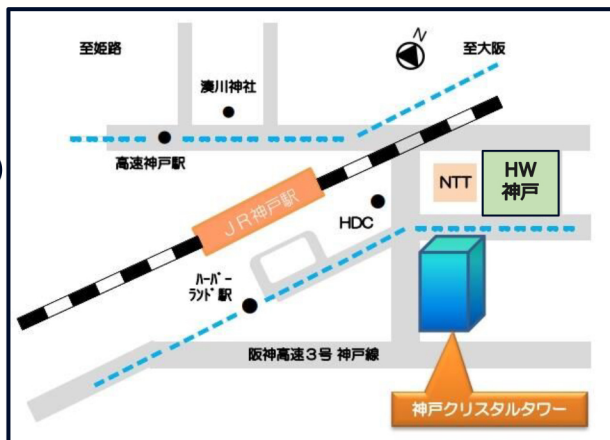 至姫路
N
至大阪
湊川神社
高速神戸駅
NTT
HW
神戸
JR神戸駅
HDC
ハーバー
ランド駅
阪神高速3号 神戸線
神戸クリスタルタワー